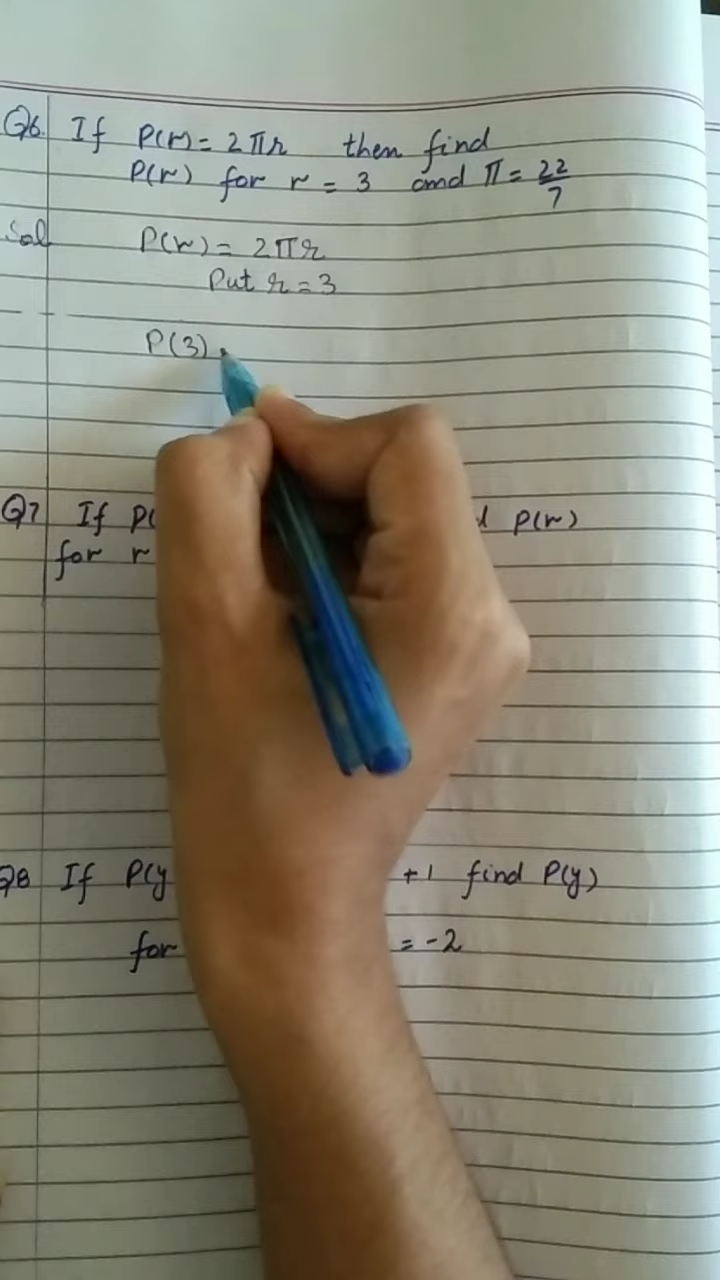 Q6 If P(r) = 2πr then find
P(r) for r = 3 and π = 22/7
Sol P(r) = 2πr
Put r = 3
P(3)
Q7 If P( P(r)
for r
Q8 If P(y +1 find P(y)
for = -2